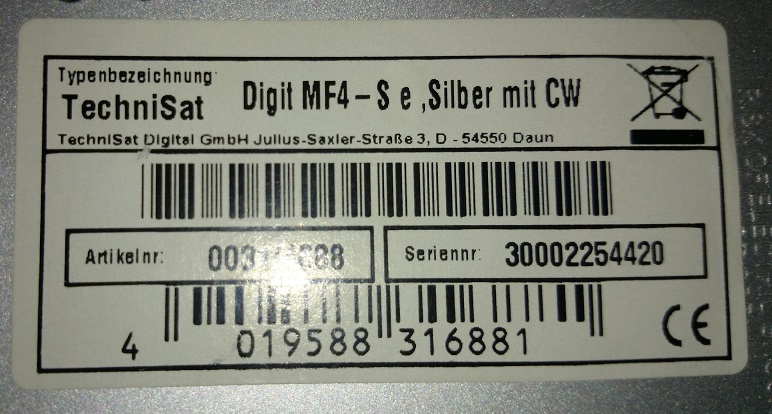 Typenbezeichnung:
TechniSat Digit MF4-S e ,Silber mit CW
TechniSat Digital GmbH Julius-Saxler-Straße 3, D - 54550 Daun
Artikelnr:
Seriennr: 30002254420
4 019588 316881
CE